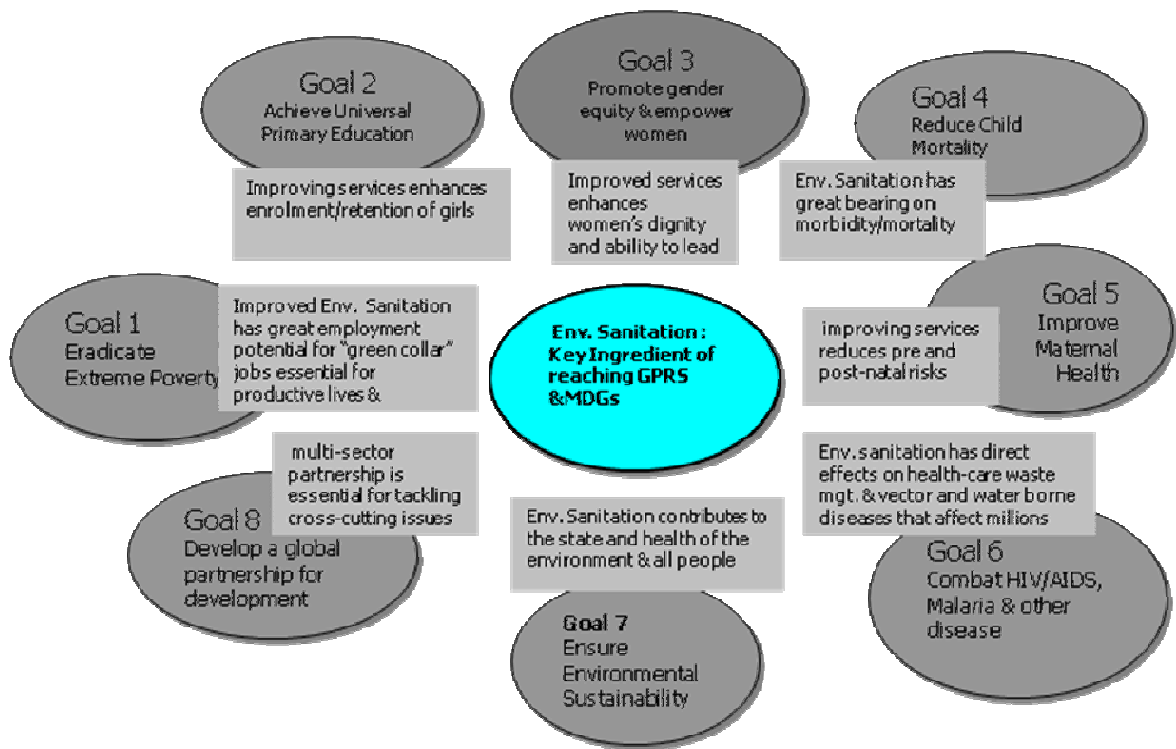 Goal 2
Achieve Universal
Primary Education
Goal 3
Promote gender
equity & empower
women
Goal 4
Reduce Child
Mortality
Improving services enhances
enrolment/retention of girls
Improved services
enhances
women's dignity
and ability to lead
Env. Sanitation has
great bearing on
morbidity/mortality
Goal 1
Eradicate
Extreme Poverty
Improved Env. Sanitation
has great employment
potential for "green collar"
jobs essential for
productive lives &
Env. Sanitation :
Key Ingredient of
reaching GPRS
&MDGs
improving services
reduces pre and
post-natal risks
Goal 5
Improve
Maternal
Health
multi-sector
partnership is
essential for tackling
cross-cutting issues
Goal 8
Develop a global
partnership for
development
Env. Sanitation contributes to
the state and health of the
environment & all people
Goal 7
Ensure
Environmental
Sustainability
Env. sanitation has direct
effects on health-care waste
mgt. & vector and water borne
diseases that affect millions
Goal 6
Combat HIV/AIDS,
Malaria & other
disease